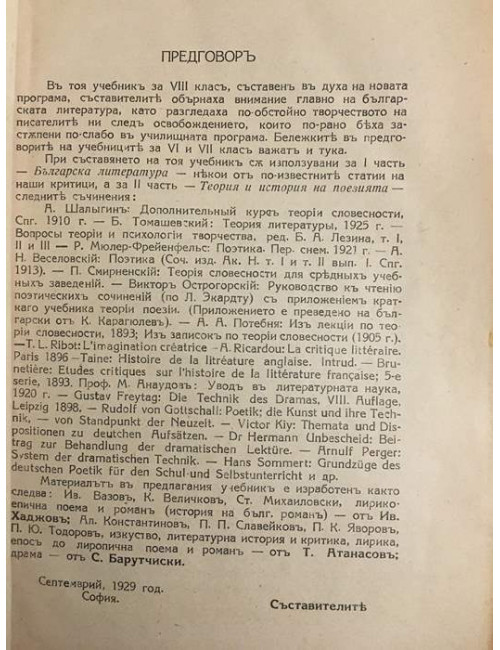 ПРЕДГОВОРЪ
Въ тоя учебникъ за VIII класъ, съставенъ въ духа на новата
програма, съставителитѣ обърнаха внимание главно на българ-
ската литература, като разгледаха по-обстойно творчеството на
писателитѣ ни следъ освобождението, които по-рано бѣха за-
стѫпени по-слабо въ училищната програма. Бележкитѣ въ предго-
воритѣ на учебницитѣ за VI и VII класъ важатъ и тука.
При съставянето на тоя учебникъ сѫ използувани за I часть
— Българска литература — нѣкои отъ по-известнитѣ статии на
наши критици, а за II часть — Теория и история на поезията —
следнитѣ съчинения:
А. Шалыгинъ: Дополнительный курсъ теоріи словесности,
Спг. 1910 г. — Б. Томашевский: Теория литературы, 1925 г. —
Вопросы теории и психологіи творчества, ред. Б. А. Лезина, т. I,
II и III — Р. Мюлер-Фрейенфельс: Поэтика. Пер. снем. 1921 г. — А.
Н. Веселовскій: Поэтика (Соч. изд. Ак. Н. т. I и т. II вып. I. Спг.
1913). — П. Смирненскій: Теорія словесности для срѣдныхъ учеб-
ныхъ заведеній. — Викторъ Острогорскій: Руководство къ чтенію
поэтическихъ сочиненій (по Л. Экардту) съ приложеніемъ крат-
каго учебника теоріи поезіи. (Приложението е преведено на бъл-
гарски отъ К. Карагюлевъ). — А. А. Потебня: Изъ лекціи по тео-
ріи словесности, 1893; Изъ записокъ по теоріи словесности (1905 г.).
—T. L. Ribot: L'imagination créatrice —A. Ricardou: La critique littéraire.
Paris 1896 —Taine: Histoire de la litréature anglaise. Intrud. — Bru-
netière: Etudes critiques sur l'histoire de la littérature française; 5-e
serie, 1893. Проф. М. Анаудовъ: Уводъ въ литературната наука,
1920 г. — Gustav Freytag: Die Technik des Dramas, VIII. Auflage.
Leipzig 1898, — Rudolf von Gottschall: Poetik; die Kunst und ihre Tech-
nik, — von Standpunkt der Neuzeit. — Victor Kiy: Themata und Dis-
positionen zu deutchen Aufsätzen. — Dr Hermann Unbescheid: Bei-
trag zur Behandlung der dramatischen Lektüre. — Arnulf Perger:
System der dramatischen Technik. — Hans Sommert: Grundzüge des
deutschen Poetik für den Schul-und Selbstunterricht и др.
Материалътъ въ предлагания учебникъ е изработенъ както
следва: Ив. Вазовъ, К. Величковъ, Ст. Михайловски, лирико-
епична поема и романъ (история на бълг. романъ) — отъ Ив.
Хаджовъ; Ал. Константиновъ, П. П. Славейковъ, П. К. Яворовъ,
П. Ю. Тодоровъ, изкуство, литературна история и критика, лирика,
епосъ до лиропична поема и романъ — отъ Т. Атанасовъ;
драма — отъ С. Барутчиски.
Септемврий, 1929 год.
София.
Съставителитѣ